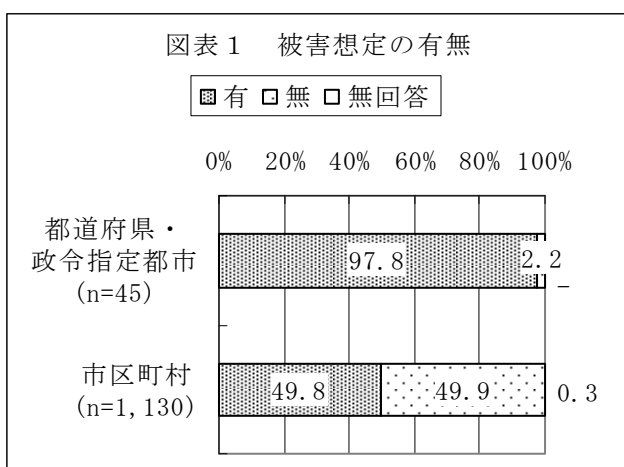 図表１　被害想定の有無
有 無 無回答
0% 20% 40% 60% 80% 100%
都道府県・
政令指定都市
(n=45)
97.8 2.2
－
市区町村
(n=1,130)
49.8 49.9 0.3